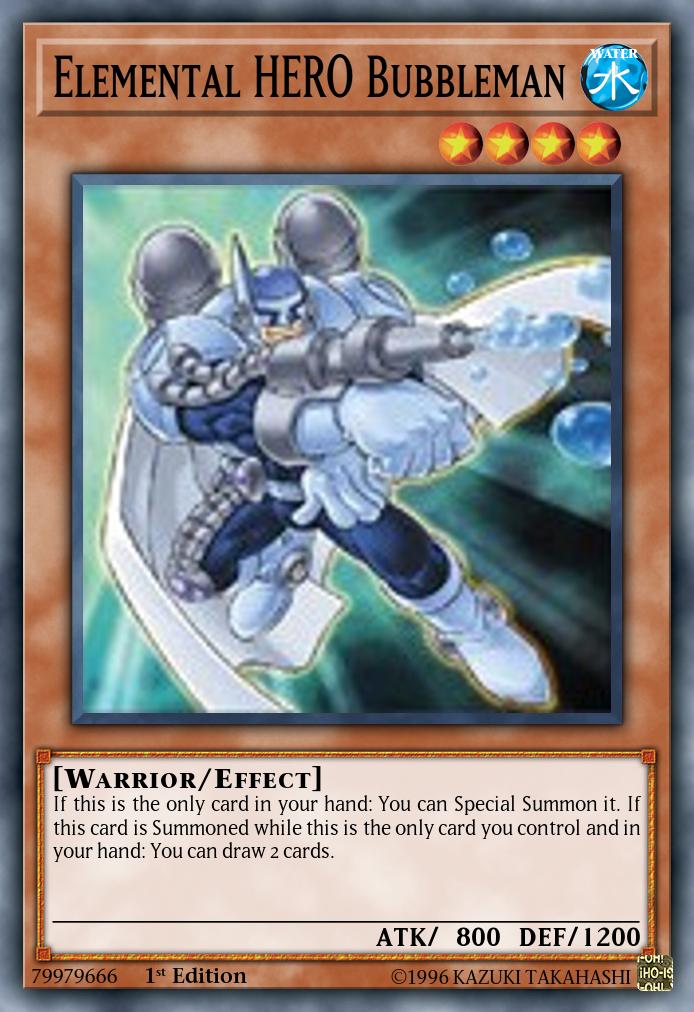 Elemental HERO Bubbleman
WATER
水
[Warrior/Effect]
If this is the only card in your hand: You can Special Summon it. If
this card is Summoned while this is the only card you control and in
your hand: You can draw 2 cards.
ATK/ 800 DEF/1200
79979666 1st Edition ©1996 KAZUKI TAKAHASHI